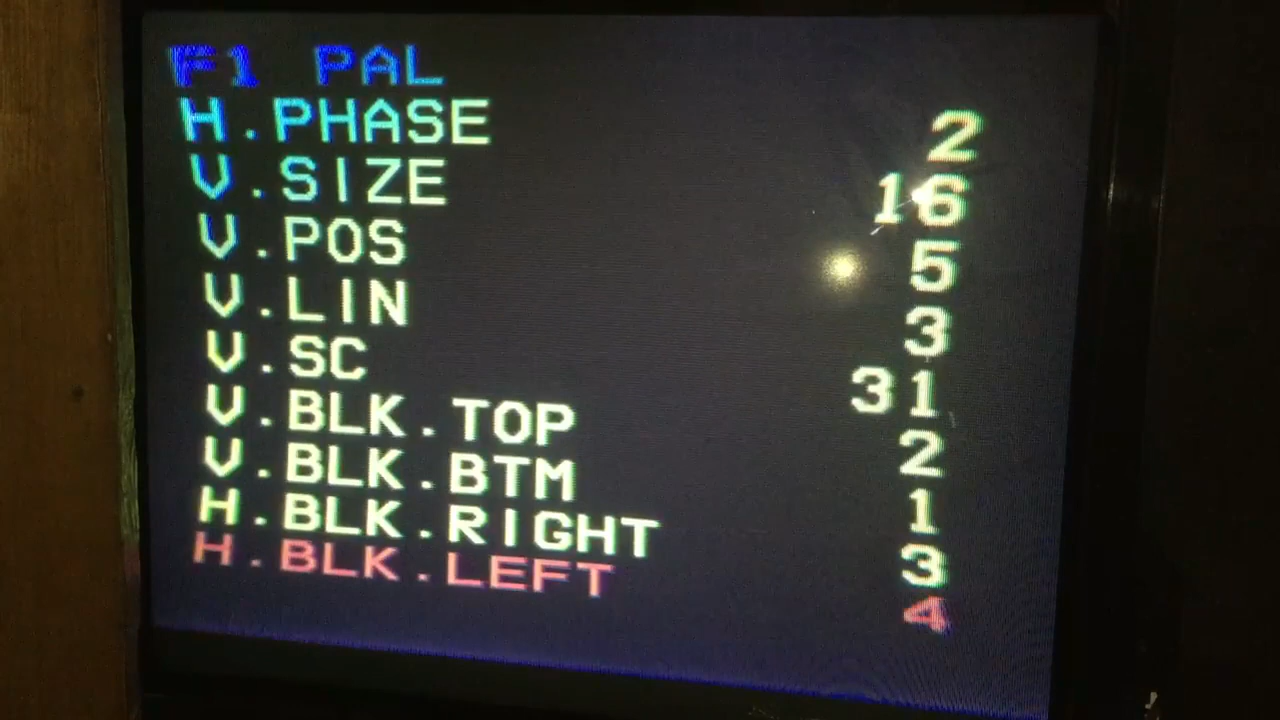 F1 PAL
H.PHASE 2
V.SIZE 16
V.POS 5
V.LIN 3
V.SC 31
V.BLK.TOP 2
V.BLK.BTM 1
H.BLK.RIGHT 3
H.BLK.LEFT 4